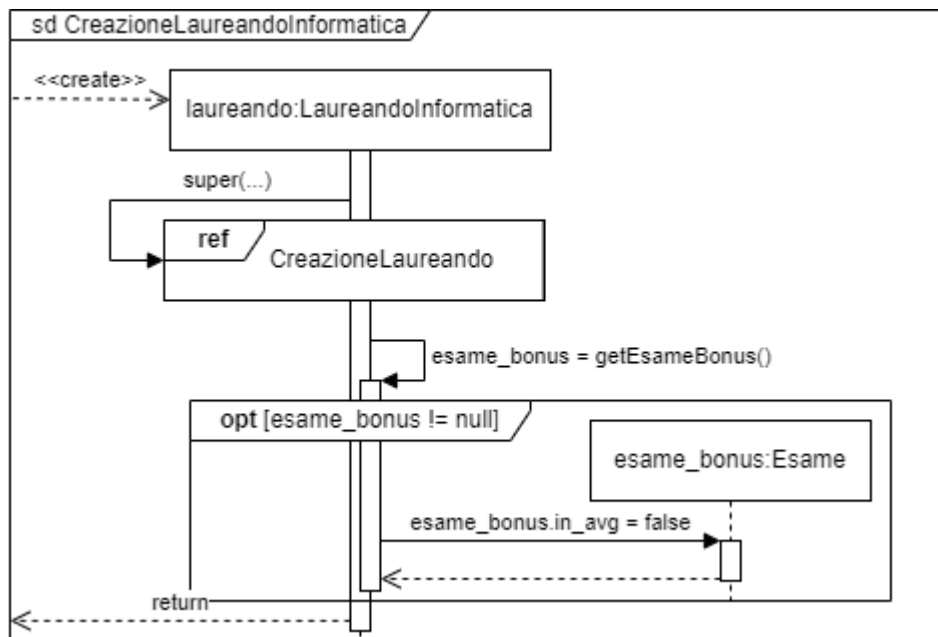 sd CreazioneLaureandoInformatica
<<create>>
laureando:LaureandoInformatica
super(...)
ref
CreazioneLaureando
esame_bonus = getEsameBonus()
opt [esame_bonus != null]
esame_bonus:Esame
esame_bonus.in_avg = false
return